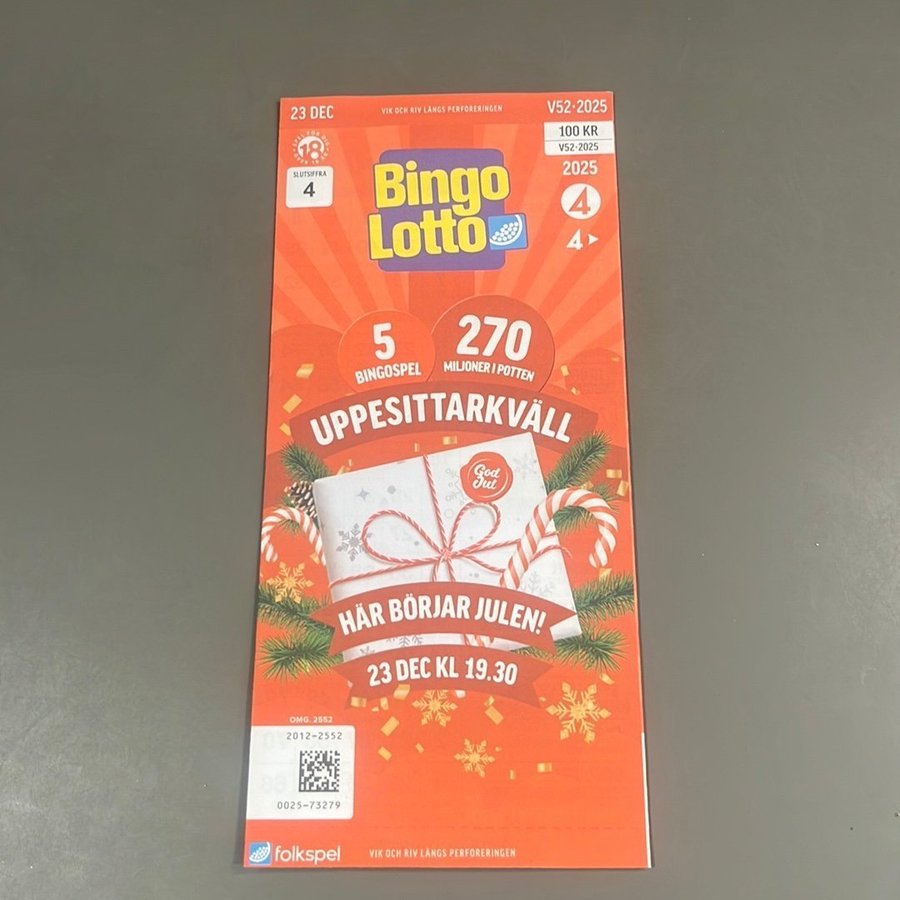 23 DEC
VIK OCH RIV LÄNGS PERFORERINGEN
V52·2025
100 KR
V52-2025
18
SLUTSIFFRA
4
2025
4
4
Bingo
Lotto
5
BINGOSPEL
270
MILJONER I POTTEN
UPPESITTARKVÄLL
God
Jul
HÄR BÖRJAR JULEN!
23 DEC KL 19.30
OMG. 2552
2012-2552
0025-73279
folkspel
VIK OCH RIV LÄNGS PERFORERINGEN